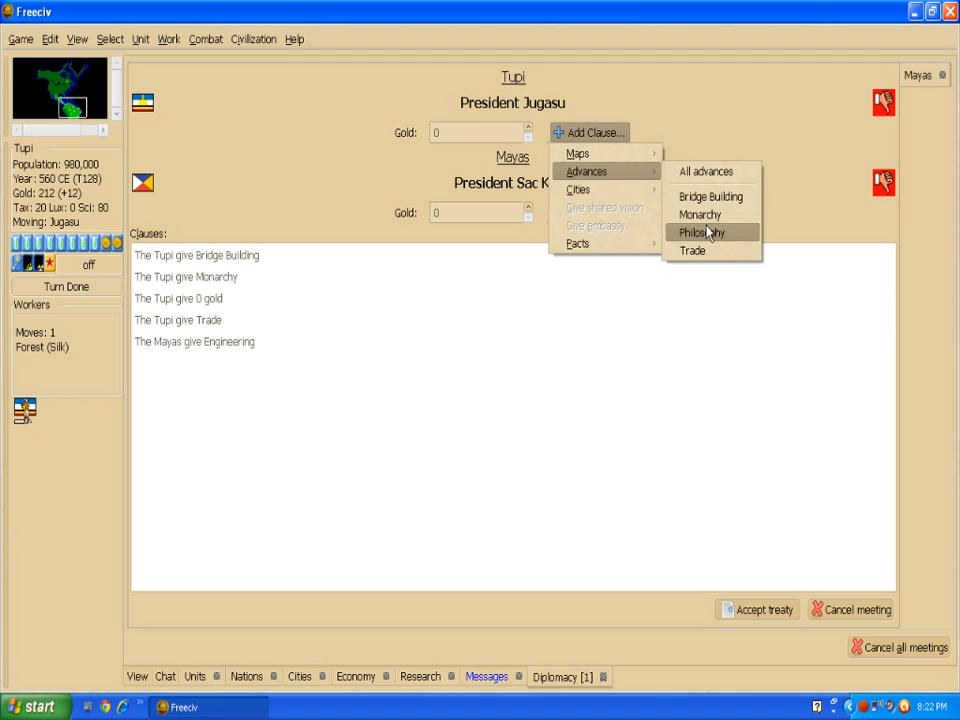 Freeciv
Game Edit View Select Unit Work Combat Civilization Help
Tupi
President Jugasu
Mayas
Gold: 0
Add Clause...
Mayas
President Sac K
Gold: 0
Maps
Advances
Cities
Give shared vision
Give embassy
Pacts
All advances
Bridge Building
Monarchy
Philosophy
Trade
Tupi
Population: 980,000
Year: 560 CE (T128)
Gold: 212 (+12)
Tax: 20 Lux: 0 Sci: 80
Moving: Jugasu
off
Turn Done
Workers
Moves: 1
Forest (Silk)
Clauses:
The Tupi give Bridge Building
The Tupi give Monarchy
The Tupi give 0 gold
The Tupi give Trade
The Mayas give Engineering
Accept treaty
Cancel meeting
Cancel all meetings
View Chat Units Nations Cities Economy Research Messages Diplomacy [1]
start
Freeciv
8:22 PM